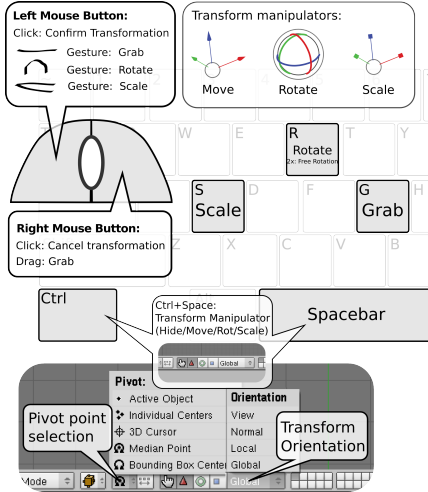 Left Mouse Button:
Click: Confirm Transformation
Gesture: Grab
Gesture: Rotate
Gesture: Scale
Transform manipulators:
Move
Rotate
Scale
W
E
R
T
Y
Rotate
2x: Free Rotation
S
D
F
G
H
Scale
Grab
Right Mouse Button:
Click: Cancel transformation
Drag: Grab
Z
X
C
V
B
Ctrl
Ctrl+Space:
Transform Manipulator
(Hide/Move/Rot/Scale)
Spacebar
Global
Pivot:
Active Object
Individual Centers
3D Cursor
Median Point
Bounding Box Center
Orientation
View
Normal
Local
Global
Pivot point
selection
Transform
Orientation
Mode
Global